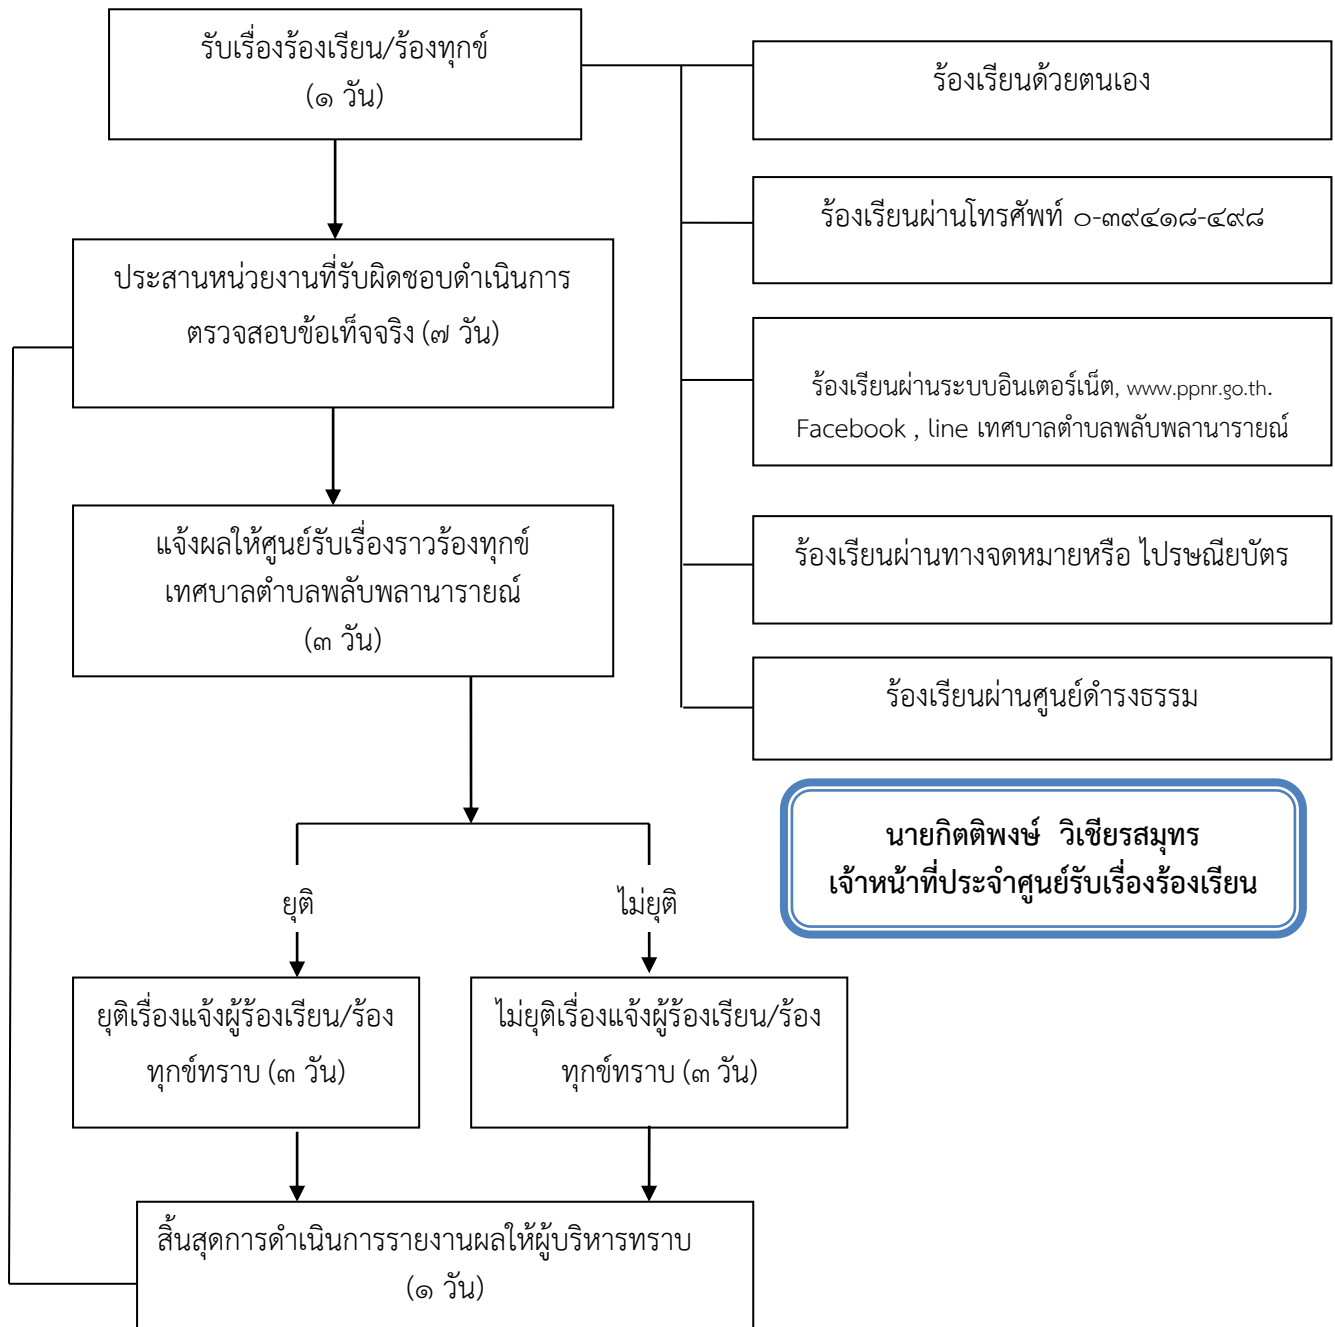 รับเรื่องร้องเรียน/ร้องทุกข์
(๑ วัน)
ร้องเรียนด้วยตนเอง
ร้องเรียนผ่านโทรศัพท์ ๐-๓๙๔๑๘-๔๙๘
ประสานหน่วยงานที่รับผิดชอบดำเนินการ
ตรวจสอบข้อเท็จจริง (๗ วัน)
ร้องเรียนผ่านระบบอินเตอร์เน็ต, www.ppnr.go.th.
Facebook , line เทศบาลตำบลพลับพลานารายณ์
แจ้งผลให้ศูนย์รับเรื่องราวร้องทุกข์
เทศบาลตำบลพลับพลานารายณ์
(๓ วัน)
ร้องเรียนผ่านทางจดหมายหรือ ไปรษณียบัตร
ร้องเรียนผ่านศูนย์ดำรงธรรม
นายกิตติพงษ์ วิเชียรสมุทร
เจ้าหน้าที่ประจำศูนย์รับเรื่องร้องเรียน
ยุติ
ไม่ยุติ
ยุติเรื่องแจ้งผู้ร้องเรียน/ร้อง
ทุกข์ทราบ (๓ วัน)
ไม่ยุติเรื่องแจ้งผู้ร้องเรียน/ร้อง
ทุกข์ทราบ (๓ วัน)
สิ้นสุดการดำเนินการรายงานผลให้ผู้บริหารทราบ
(๑ วัน)